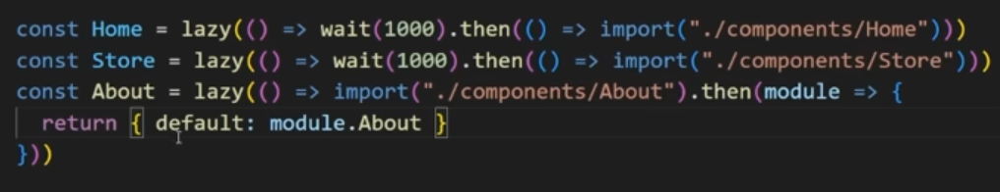 const Home = lazy(() => wait(1000).then(() => import("./components/Home")))
const Store = lazy(() => wait(1000).then(() => import("./components/Store")))
const About = lazy(() => import("./components/About").then(module => {
  return { default: module.About }
}))